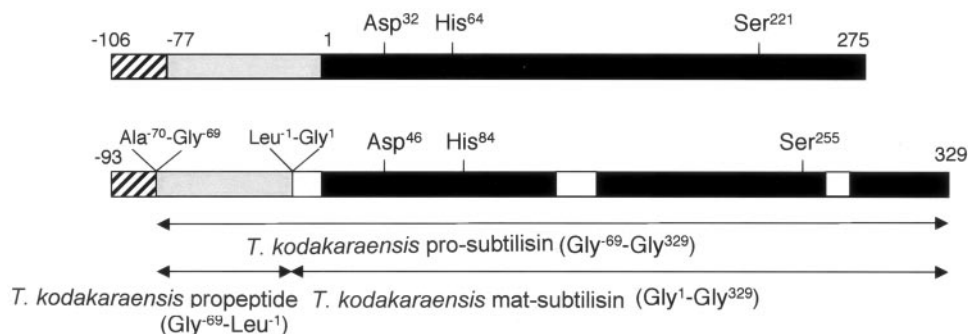 Asp³² His⁶⁴ Ser²²¹
-106 -77 1 275
Ala⁻⁷⁰-Gly⁻⁶⁹ Leu⁻¹-Gly¹ Asp⁴⁶ His⁸⁴ Ser²⁵⁵
-93 329
T. kodakaraensis pro-subtilisin (Gly⁻⁶⁹-Gly³²⁹)
T. kodakaraensis propeptide T. kodakaraensis mat-subtilisin (Gly¹-Gly³²⁹)
(Gly⁻⁶⁹-Leu⁻¹)